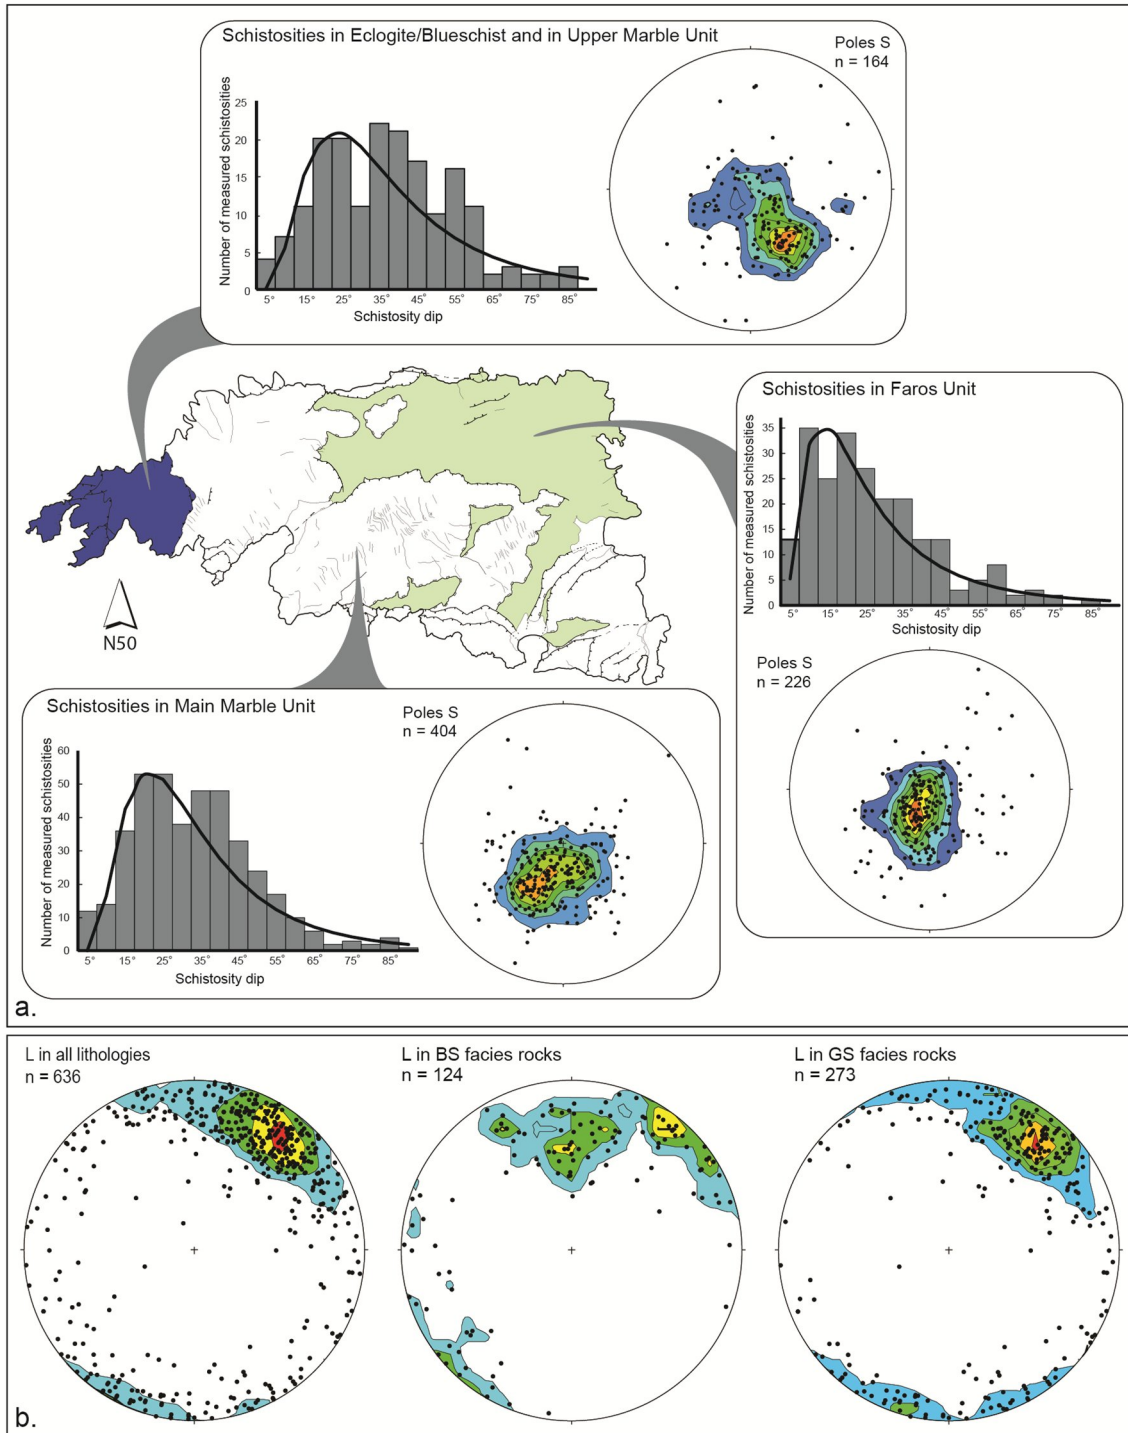 Schistosities in Eclogite/Blueschist and in Upper Marble Unit
Poles S
n = 164
Number of measured schistosities
25
20
15
10
5
0
5° 15° 25° 35° 45° 55° 65° 75° 85°
Schistosity dip
Schistosities in Faros Unit
Number of measured schistosities
35
30
25
20
15
10
5
0
5° 15° 25° 35° 45° 55° 65° 75° 85°
Schistosity dip
Poles S
n = 226
N50
Schistosities in Main Marble Unit
Poles S
n = 404
Number of measured schistosities
60
50
40
30
20
10
0
5° 15° 25° 35° 45° 55° 65° 75° 85°
Schistosity dip
a.
L in all lithologies
n = 636
L in BS facies rocks
n = 124
L in GS facies rocks
n = 273
b.